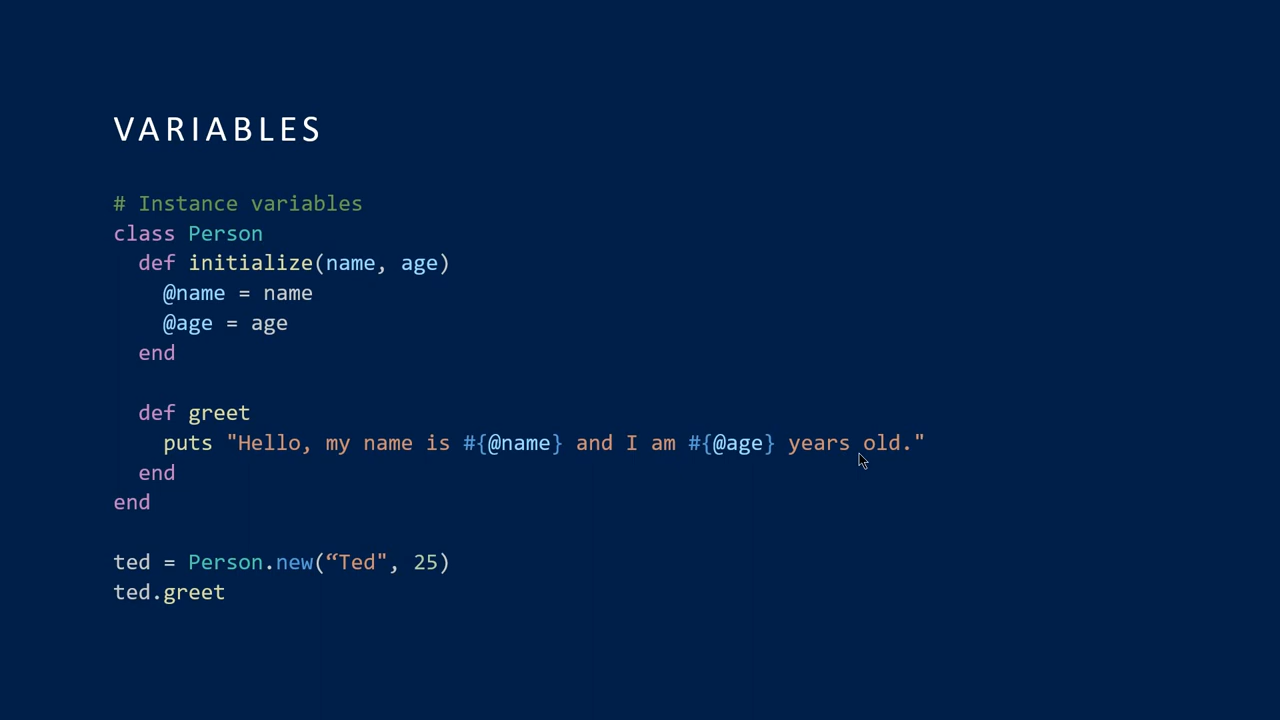 VARIABLES
# Instance variables
class Person
  def initialize(name, age)
    @name = name
    @age = age
  end

  def greet
    puts "Hello, my name is #{@name} and I am #{@age} years old."
  end
end

ted = Person.new(“Ted", 25)
ted.greet